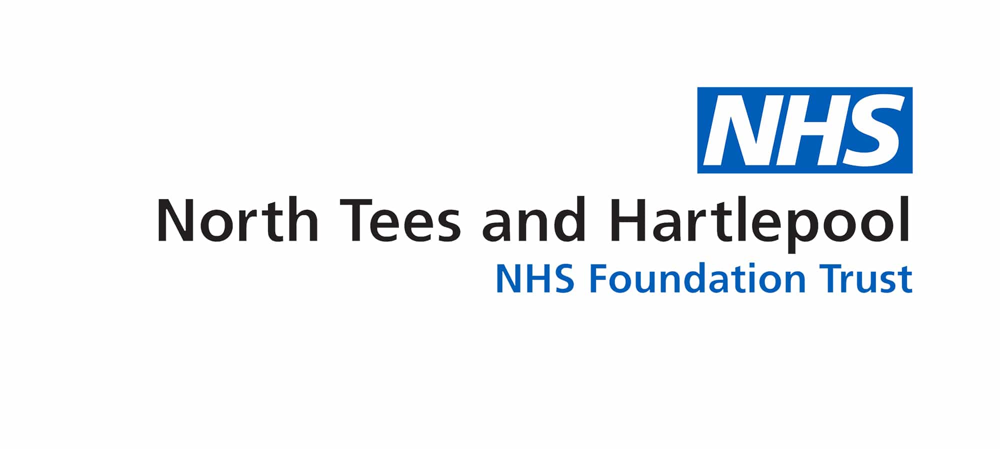 NHS
North Tees and Hartlepool
NHS Foundation Trust